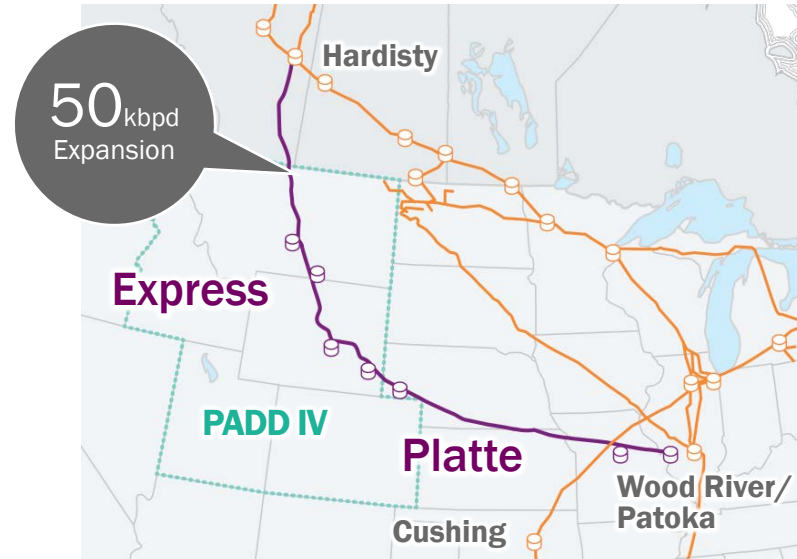 Hardisty
50kbpd
Expansion
Express
PADD IV
Platte
Wood River/
Patoka
Cushing